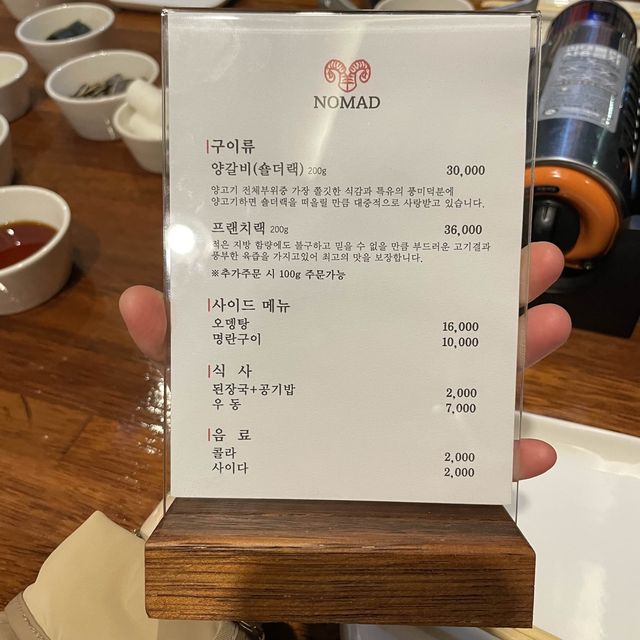 NOMAD
구이류
양갈비(숄더랙) 200g 30,000
양고기 전체부위중 가장 쫄깃한 식감과 특유의 풍미덕분에
양고기하면 숄더랙을 떠올릴 만큼 대중적으로 사랑받고 있습니다.
프랜치랙 200g 36,000
적은 지방 함량에도 불구하고 믿을 수 없을 만큼 부드러운 고기결과
풍부한 육즙을 가지고있어 최고의 맛을 보장합니다.
※추가주문 시 100g 주문가능
사이드 메뉴
오뎅탕 16,000
명란구이 10,000
식 사
된장국+공기밥 2,000
우 동 7,000
음 료
콜라 2,000
사이다 2,000